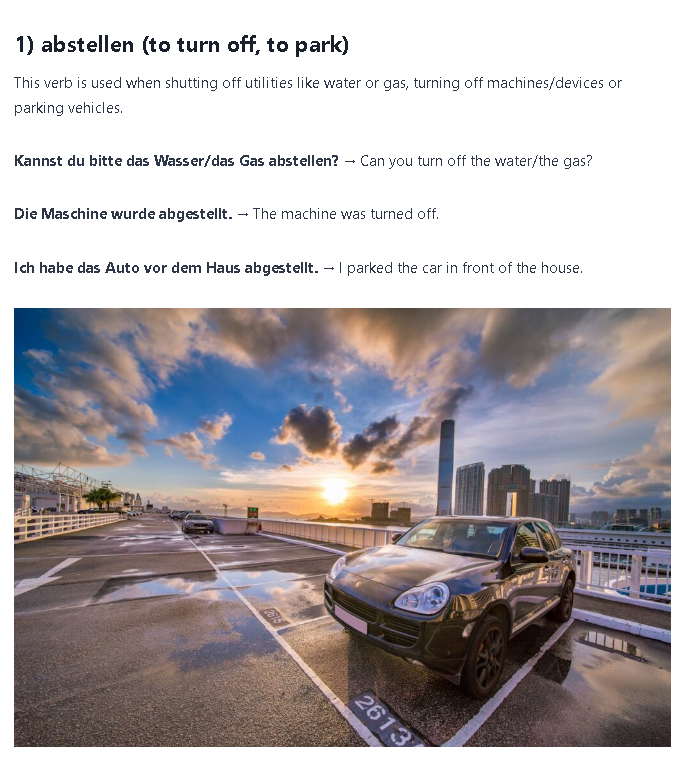 1) abstellen (to turn off, to park)
This verb is used when shutting off utilities like water or gas, turning off machines/devices or
parking vehicles.
Kannst du bitte das Wasser/das Gas abstellen? → Can you turn off the water/the gas?
Die Maschine wurde abgestellt. → The machine was turned off.
Ich habe das Auto vor dem Haus abgestellt. → I parked the car in front of the house.
2615
2613